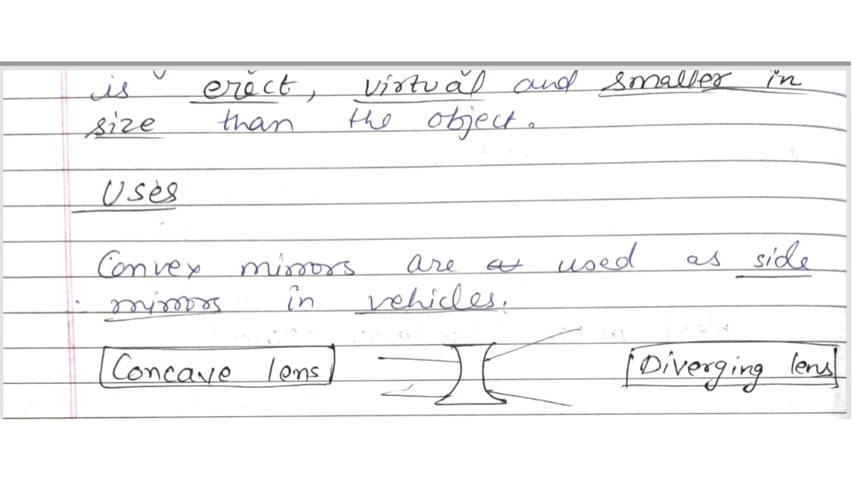 is erect, virtual and smaller in
size than the object.
Uses
Convex mirrors are used as side
mirrors in vehicles.
Concave lens Diverging lens